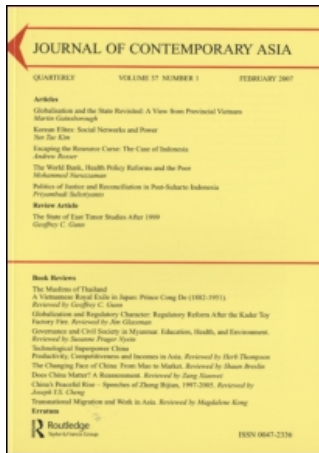 JOURNAL OF CONTEMPORARY ASIA
QUARTERLY VOLUME 37 NUMBER 1 FEBRUARY 2007
Articles
Globalisation and the State Revisited: A View from Provincial Vietnam
Martin Gainsborough
Korean Elites: Social Networks and Power
Yun Tae Kim
Escaping the Resource Curse: The Case of Indonesia
Andrew Rosser
The World Bank, Health Policy Reforms and the Poor
Mohammed Nuruzzaman
Politics of Justice and Reconciliation in Post-Suharto Indonesia
Priyambudi Sulistiyanto
Review Article
The State of East Timor Studies After 1999
Geoffrey C. Gunn
Book Reviews
The Muslims of Thailand
A Vietnamese Royal Exile in Japan: Prince Cong De (1882-1951).
Reviewed by Geoffrey C. Gunn
Globalization and Regulatory Character: Regulatory Reform After the Kader Toy
Factory Fire. Reviewed by Jim Glassman
Governance and Civil Society in Myanmar: Education, Health, and Environment.
Reviewed by Susanne Prager Nyein
Technological Superpower China
Productivity, Competitiveness and Incomes in Asia. Reviewed by Herb Thompson
The Changing Face of China: From Mao to Market. Reviewed by Shaun Breslin
Does China Matter? A Reassessment. Reviewed by Jiang Xiaowei
China's Peaceful Rise – Speeches of Zheng Bijian, 1997-2005. Reviewed by
Joseph Y.S. Cheng
Transnational Migration and Work in Asia. Reviewed by Magdalene Kong
Erratum
Routledge
Taylor & Francis Group
ISSN 0047-2336